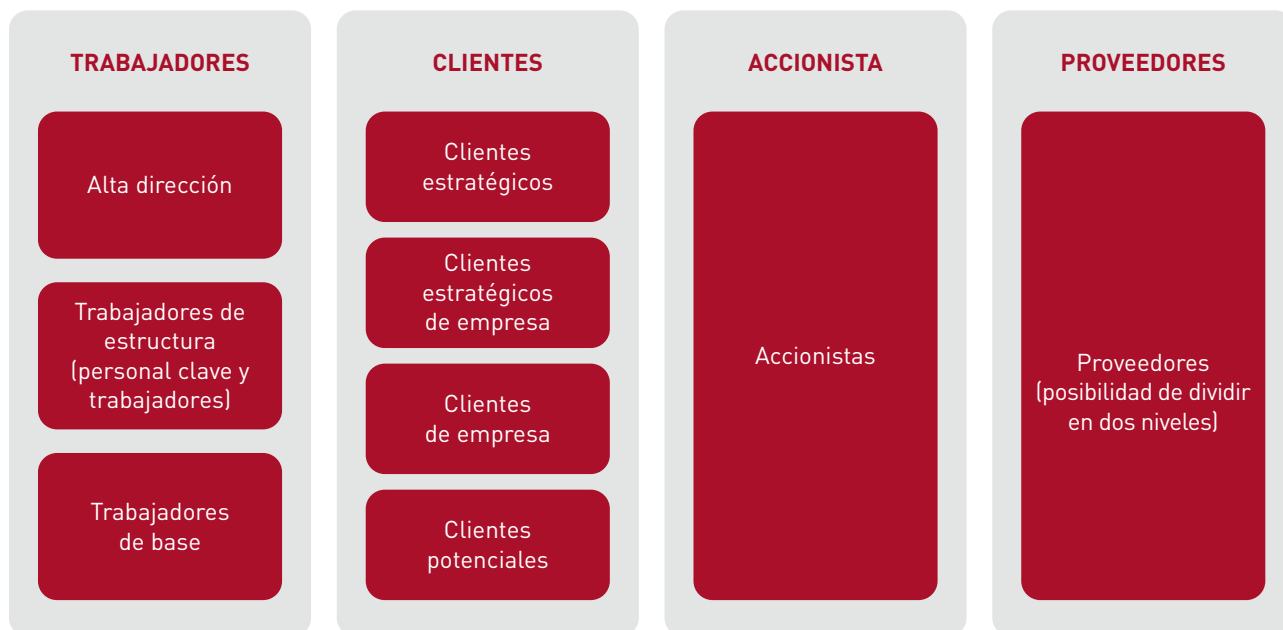 TRABAJADORES
Alta dirección
Trabajadores de
estructura
(personal clave y
trabajadores)
Trabajadores
de base
CLIENTES
Clientes
estratégicos
Clientes
estratégicos
de empresa
Clientes
de empresa
Clientes
potenciales
ACCIONISTA
Accionistas
PROVEEDORES
Proveedores
(posibilidad de dividir
en dos niveles)